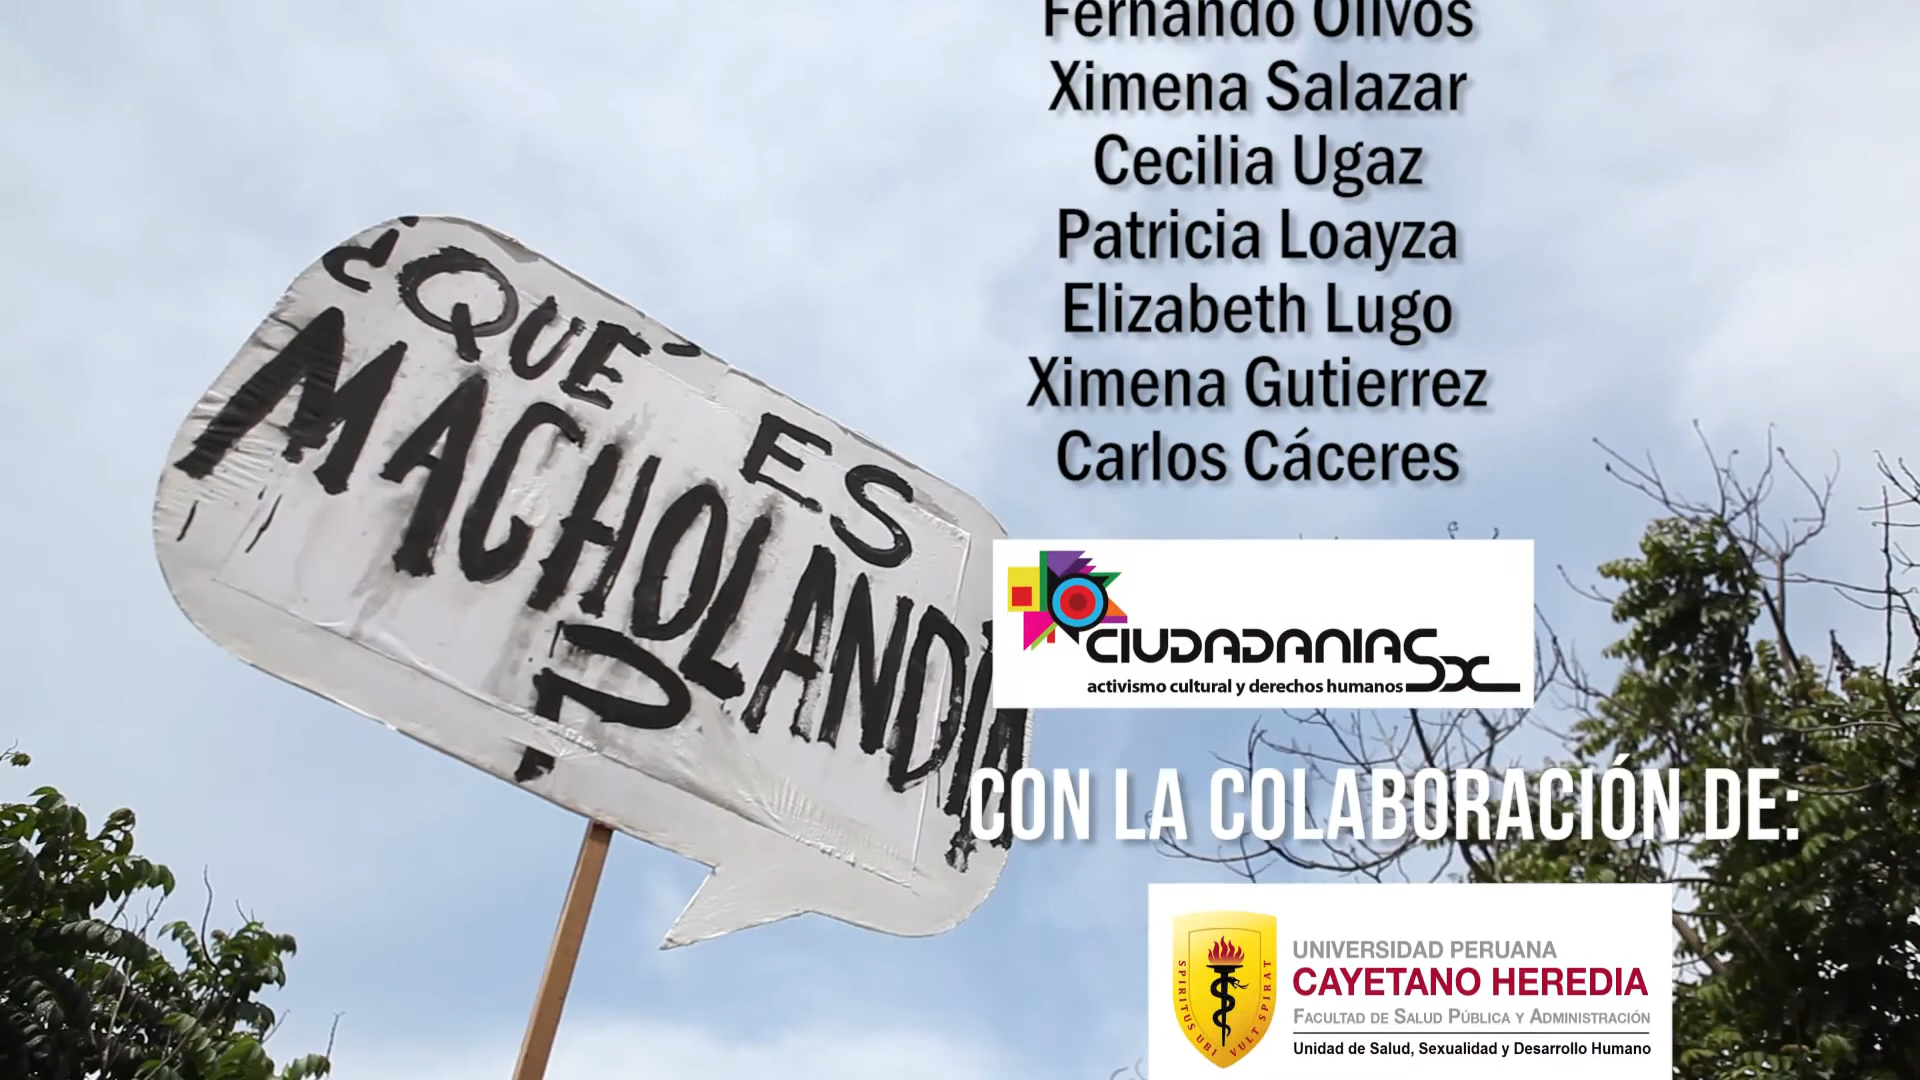 ¿QUÉ ES
MACHOLANDIA
?
Fernando Olivos
Ximena Salazar
Cecilia Ugaz
Patricia Loayza
Elizabeth Lugo
Ximena Gutierrez
Carlos Cáceres
CIUDADANIASX
activismo cultural y derechos humanos
CON LA COLABORACIÓN DE:
SPIRITUS UBI VULT SPIRAT
UNIVERSIDAD PERUANA
CAYETANO HEREDIA
FACULTAD DE SALUD PÚBLICA Y ADMINISTRACIÓN
Unidad de Salud, Sexualidad y Desarrollo Humano